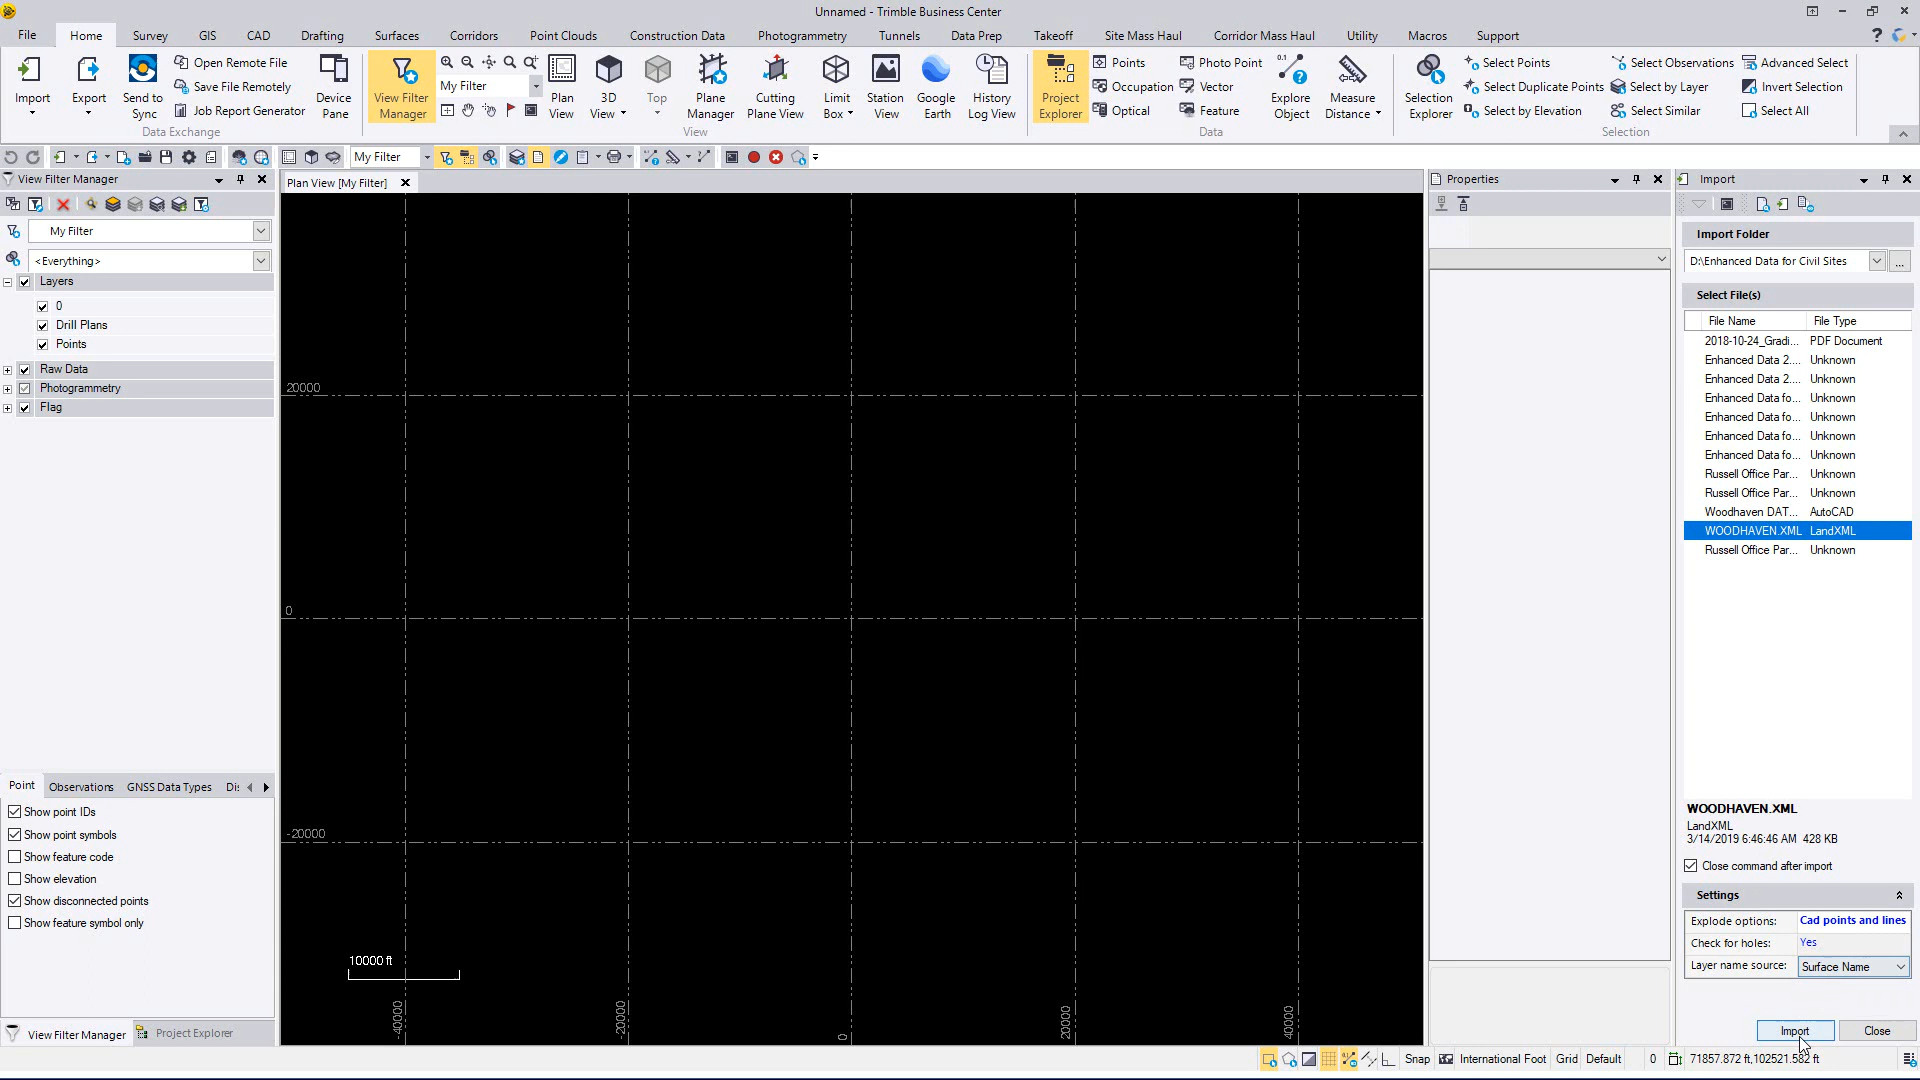 Unnamed - Trimble Business Center
File Home Survey GIS CAD Drafting Surfaces Corridors Point Clouds Construction Data Photogrammetry Tunnels Data Prep Takeoff Site Mass Haul Corridor Mass Haul Utility Macros Support
Import
Export
Send to Sync
Open Remote File
Save File Remotely
Job Report Generator
Device Pane
Data Exchange
View Filter Manager
My Filter
Plan View
3D View
Top
Plane Manager
Cutting Plane View
Limit Box
Station View
Google Earth
History Log View
View
Project Explorer
Points
Occupation
Optical
Photo Point
Vector
Feature
Explore Object
Measure Distance
Data
Selection Explorer
Select Points
Select Duplicate Points
Select by Elevation
Select Observations
Select by Layer
Select Similar
Advanced Select
Invert Selection
Select All
Selection
My Filter
View Filter Manager
My Filter
<Everything>
Layers
0
Drill Plans
Points
Raw Data
Photogrammetry
Flag
Point Observations GNSS Data Types Di:
Show point IDs
Show point symbols
Show feature code
Show elevation
Show disconnected points
Show feature symbol only
View Filter Manager Project Explorer
Plan View [My Filter]
20000
0
-20000
10000 ft
-40000 -20000 0 20000 40000
Properties
Import
Import Folder
D:\Enhanced Data for Civil Sites
...
Select File(s)
File Name File Type
2018-10-24_Gradi... PDF Document
Enhanced Data 2.... Unknown
Enhanced Data 2.... Unknown
Enhanced Data fo... Unknown
Enhanced Data fo... Unknown
Enhanced Data fo... Unknown
Enhanced Data fo... Unknown
Russell Office Par... Unknown
Russell Office Par... Unknown
Woodhaven DAT... AutoCAD
WOODHAVEN.XML LandXML
Russell Office Par... Unknown
WOODHAVEN.XML
LandXML
3/14/2019 6:46:46 AM 428 KB
Close command after import
Settings
Explode options: Cad points and lines
Check for holes: Yes
Layer name source: Surface Name
Import Close
Snap International Foot Grid Default 0 71857.872 ft,102521.582 ft